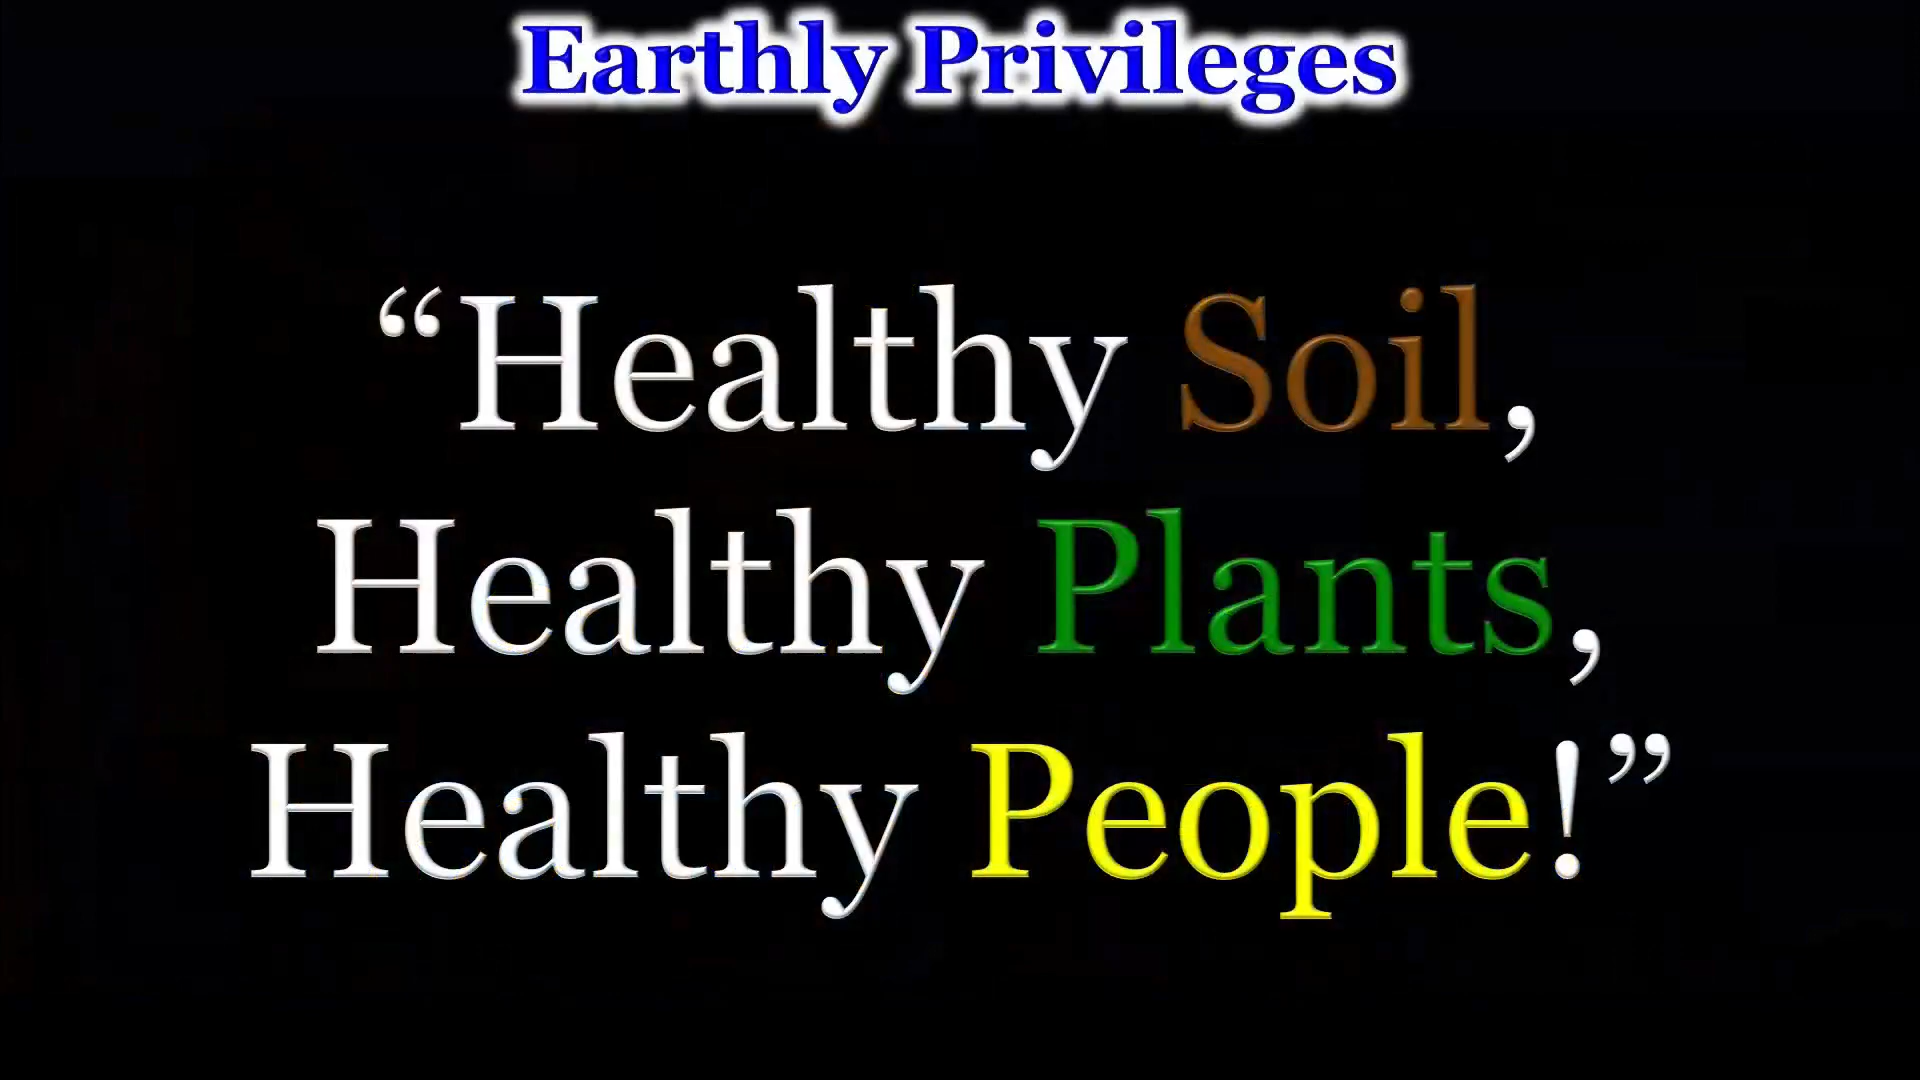 Earthly Privileges
“Healthy Soil,
Healthy Plants,
Healthy People!”